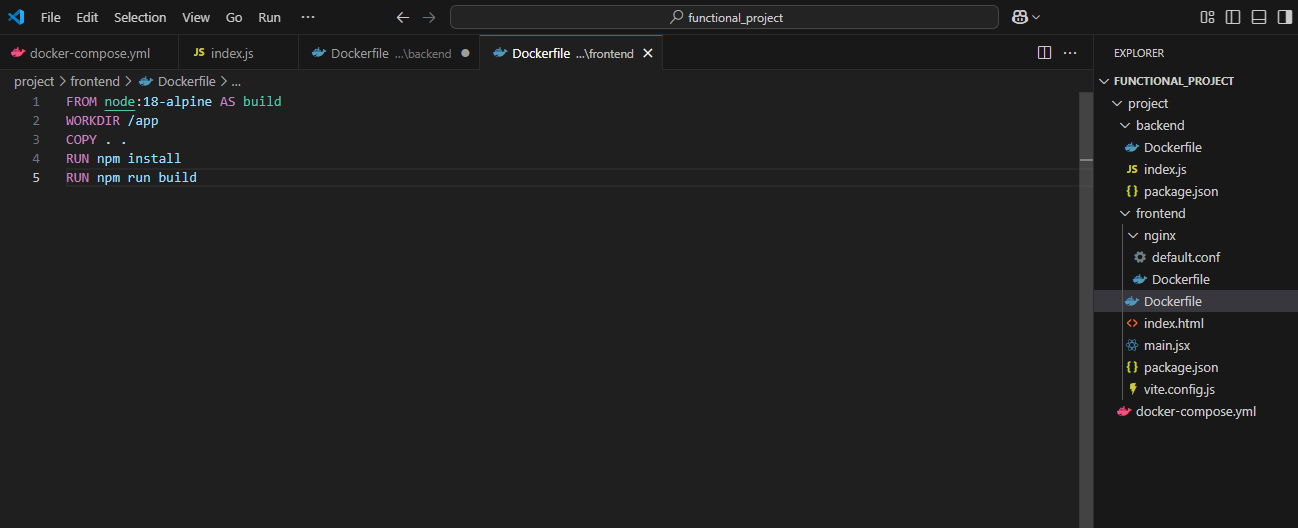 File Edit Selection View Go Run ··· functional_project
docker-compose.yml JS index.js Dockerfile ...\backend Dockerfile ...\frontend
project > frontend > Dockerfile > ...
1 FROM node:18-alpine AS build
2 WORKDIR /app
3 COPY . .
4 RUN npm install
5 RUN npm run build
EXPLORER
FUNCTIONAL_PROJECT
project
backend
Dockerfile
JS index.js
{} package.json
frontend
nginx
default.conf
Dockerfile
Dockerfile
<> index.html
main.jsx
{} package.json
vite.config.js
docker-compose.yml